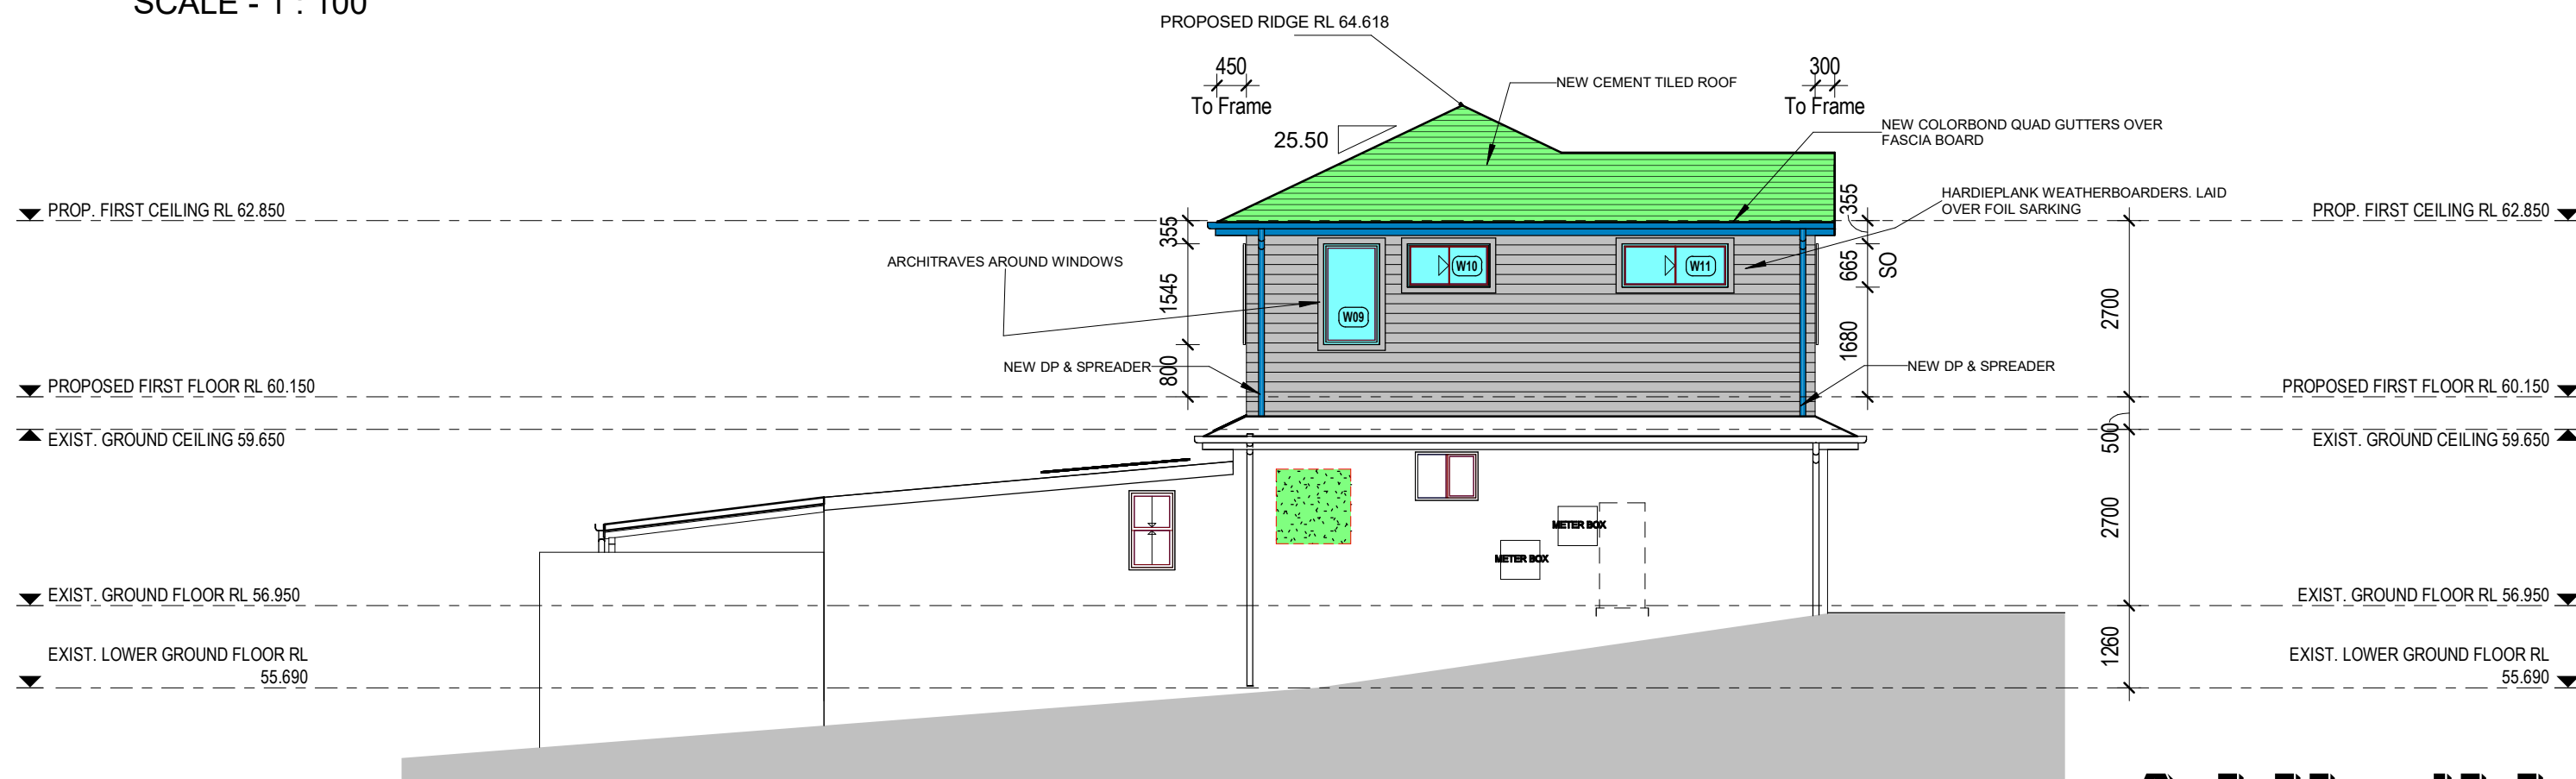 SCALE - 1 : 100
PROPOSED RIDGE RL 64.618
450
To Frame
300
To Frame
NEW CEMENT TILED ROOF
25.50
NEW COLORBOND QUAD GUTTERS OVER
FASCIA BOARD
HARDIEPLANK WEATHERBOARDERS. LAID
OVER FOIL SARKING
PROP. FIRST CEILING RL 62.850
PROP. FIRST CEILING RL 62.850
355
355
ARCHITRAVES AROUND WINDOWS
W10
W11
665
SO
1545
W09
2700
1680
NEW DP & SPREADER
800
NEW DP & SPREADER
PROPOSED FIRST FLOOR RL 60.150
PROPOSED FIRST FLOOR RL 60.150
EXIST. GROUND CEILING 59.650
500
EXIST. GROUND CEILING 59.650
METER BOX
METER BOX
2700
EXIST. GROUND FLOOR RL 56.950
EXIST. GROUND FLOOR RL 56.950
1260
EXIST. LOWER GROUND FLOOR RL
55.690
EXIST. LOWER GROUND FLOOR RL
55.690